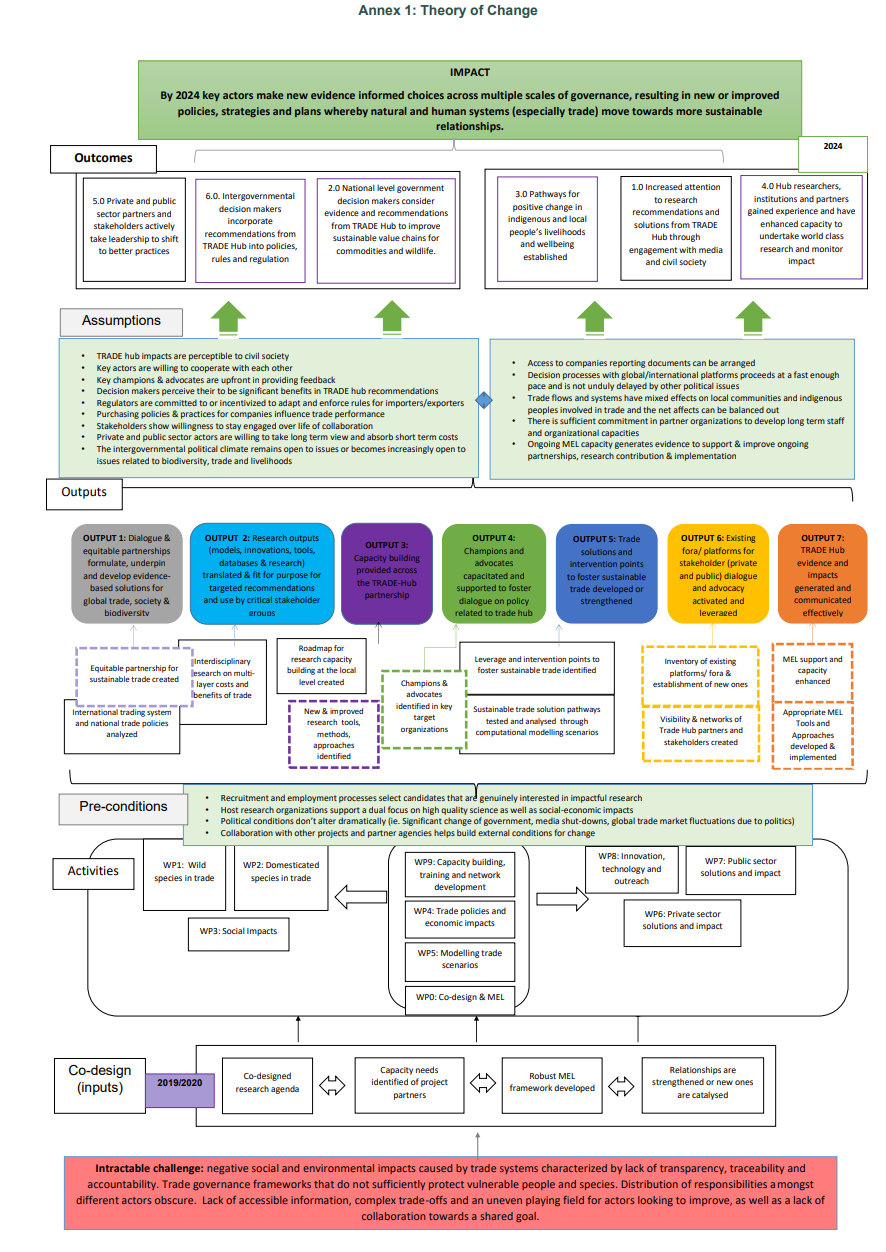 Annex 1: Theory of Change
IMPACT
By 2024 key actors make new evidence informed choices across multiple scales of governance, resulting in new or improved
policies, strategies and plans whereby natural and human systems (especially trade) move towards more sustainable
relationships.
2024
Outcomes
5.0 Private and public
sector partners and
stakeholders actively
take leadership to shift
to better practices
6.0. Intergovernmental
decision makers
incorporate
recommendations from
TRADE Hub into policies,
rules and regulation
2.0 National level government
decision makers consider
evidence and recommendations
from TRADE Hub to improve
sustainable value chains for
commodities and wildlife.
3.0 Pathways for
positive change in
indigenous and local
people's livelihoods
and wellbeing
established
1.0 Increased attention
to research
recommendations and
solutions from TRADE
Hub through
engagement with media
and civil society
4.0 Hub researchers,
institutions and partners
gained experience and have
enhanced capacity to
undertake world class
research and monitor
impact
Assumptions
• TRADE hub impacts are perceptible to civil society
• Key actors are willing to cooperate with each other
• Key champions & advocates are upfront in providing feedback
• Decision makers perceive their to be significant benefits in TRADE hub recommendations
• Regulators are committed to or incentivized to adapt and enforce rules for importers/exporters
• Purchasing policies & practices for companies influence trade performance
• Stakeholders show willingness to stay engaged over life of collaboration
• Private and public sector actors are willing to take long term view and absorb short term costs
• The intergovernmental political climate remains open to issues or becomes increasingly open to
issues related to biodiversity, trade and livelihoods
• Access to companies reporting documents can be arranged
• Decision processes with global/international platforms proceeds at a fast enough
pace and is not unduly delayed by other political issues
• Trade flows and systems have mixed effects on local communities and indigenous
peoples involved in trade and the net affects can be balanced out
• There is sufficient commitment in partner organizations to develop long term staff
and organizational capacities
• Ongoing MEL capacity generates evidence to support & improve ongoing
partnerships, research contribution & implementation
Outputs
OUTPUT 1: Dialogue &
equitable partnerships
formulate, underpin
and develop evidence-
based solutions for
global trade, society &
biodiversity
OUTPUT 2: Research outputs
(models, innovations, tools,
databases & research)
translated & fit for purpose for
targeted recommendations
and use by critical stakeholder
groups
OUTPUT 3:
Capacity building
provided across
the TRADE-Hub
partnership
OUTPUT 4:
Champions and
advocates
capacitated and
supported to foster
dialogue on policy
related to trade hub
OUTPUT 5: Trade
solutions and
intervention points
to foster sustainable
trade developed or
strengthened
OUTPUT 6: Existing
fora/ platforms for
stakeholder (private
and public) dialogue
and advocacy
activated and
leveraged
OUTPUT 7:
TRADE Hub
evidence and
impacts
generated and
communicated
effectively
Equitable partnership for
sustainable trade created
International trading system
and national trade policies
analyzed
Interdisciplinary
research on multi-
layer costs and
benefits of trade
Roadmap for
research capacity
building at the local
level created
New & improved
research tools,
methods,
approaches
identified
Champions &
advocates
identified in key
target
organizations
Leverage and intervention points to
foster sustainable trade identified
Sustainable trade solution pathways
tested and analysed through
computational modelling scenarios
Inventory of existing
platforms/ fora &
establishment of new ones
Visibility & networks of
Trade Hub partners and
stakeholders created
MEL support and
capacity
enhanced
Appropriate MEL
Tools and
Approaches
developed &
implemented
Pre-conditions
• Recruitment and employment processes select candidates that are genuinely interested in impactful research
• Host research organizations support a dual focus on high quality science as well as social-economic impacts
• Political conditions don't alter dramatically (ie. Significant change of government, media shut-downs, global trade market fluctuations due to politics)
• Collaboration with other projects and partner agencies helps build external conditions for change
Activities
WP1: Wild
species in trade
WP2: Domesticated
species in trade
WP3: Social Impacts
WP9: Capacity building,
training and network
development
WP4: Trade policies and
economic impacts
WP5: Modelling trade
scenarios
WP0: Co-design & MEL
WP8: Innovation,
technology and
outreach
WP7: Public sector
solutions and impact
WP6: Private sector
solutions and impact
Co-design
(inputs)
2019/2020
Co-designed
research agenda
Capacity needs
identified of project
partners
Robust MEL
framework developed
Relationships are
strengthened or new ones
are catalysed
Intractable challenge: negative social and environmental impacts caused by trade systems characterized by lack of transparency, traceability and
accountability. Trade governance frameworks that do not sufficiently protect vulnerable people and species. Distribution of responsibilities amongst
different actors obscure. Lack of accessible information, complex trade-offs and an uneven playing field for actors looking to improve, as well as a lack of
collaboration towards a shared goal.